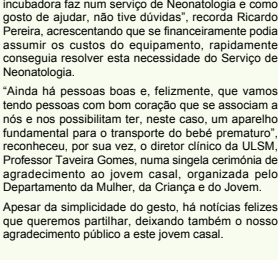 incubadora faz num serviço de Neonatologia e como
gosto de ajudar, não tive dúvidas”, recorda Ricardo
Pereira, acrescentando que se financeiramente podia
assumir os custos do equipamento, rapidamente
conseguia resolver esta necessidade do Serviço de
Neonatologia.
“Ainda há pessoas boas e, felizmente, que vamos
tendo pessoas com bom coração que se associam a
nós e nos possibilitam ter, neste caso, um aparelho
fundamental para o transporte do bebé prematuro”,
reconheceu, por sua vez, o diretor clínico da ULSM,
Professor Taveira Gomes, numa singela cerimónia de
agradecimento ao jovem casal, organizada pelo
Departamento da Mulher, da Criança e do Jovem.
Apesar da simplicidade do gesto, há notícias felizes
que queremos partilhar, deixando também o nosso
agradecimento público a este jovem casal.